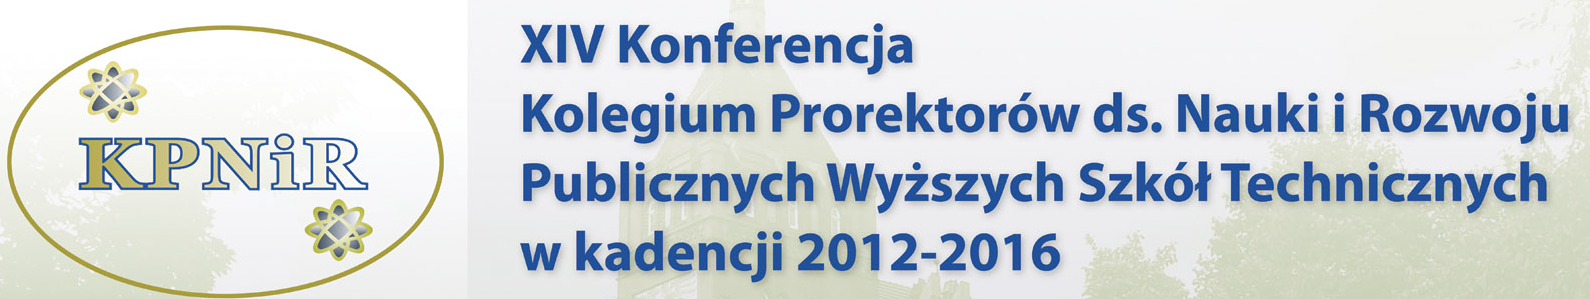 KPNiR
XIV Konferencja
Kolegium Prorektorów ds. Nauki i Rozwoju
Publicznych Wyższych Szkół Technicznych
w kadencji 2012-2016